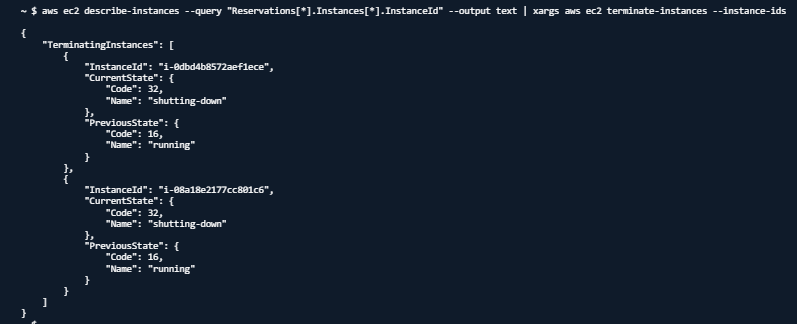 ~ $ aws ec2 describe-instances --query "Reservations[*].Instances[*].InstanceId" --output text | xargs aws ec2 terminate-instances --instance-ids
{
    "TerminatingInstances": [
        {
            "InstanceId": "i-0dbd4b8572aef1ece",
            "CurrentState": {
                "Code": 32,
                "Name": "shutting-down"
            },
            "PreviousState": {
                "Code": 16,
                "Name": "running"
            }
        },
        {
            "InstanceId": "i-08a18e2177cc801c6",
            "CurrentState": {
                "Code": 32,
                "Name": "shutting-down"
            },
            "PreviousState": {
                "Code": 16,
                "Name": "running"
            }
        }
    ]
}